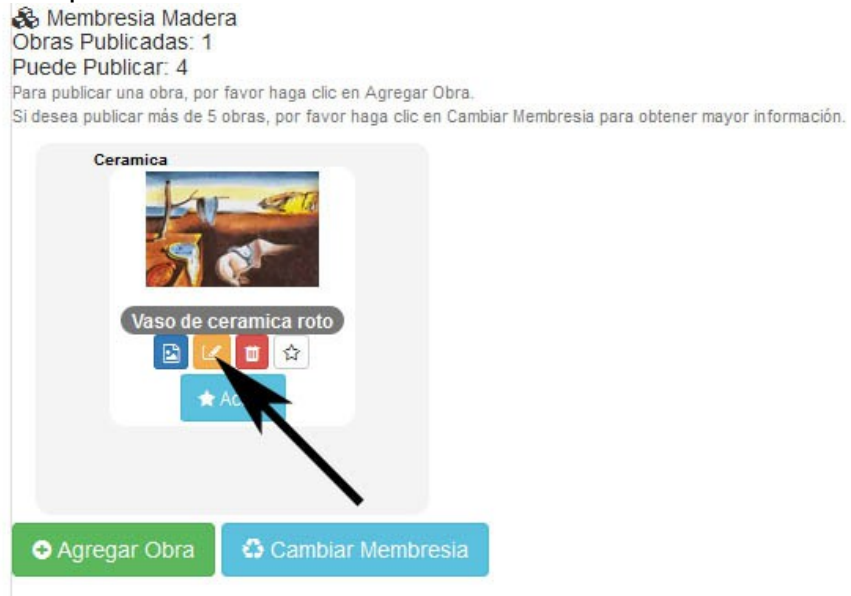 Membresia Madera
Obras Publicadas: 1
Puede Publicar: 4
Para publicar una obra, por favor haga clic en Agregar Obra.
Si desea publicar más de 5 obras, por favor haga clic en Cambiar Membresia para obtener mayor información.
Ceramica
Vaso de ceramica roto
Agregar Obra
Cambiar Membresia